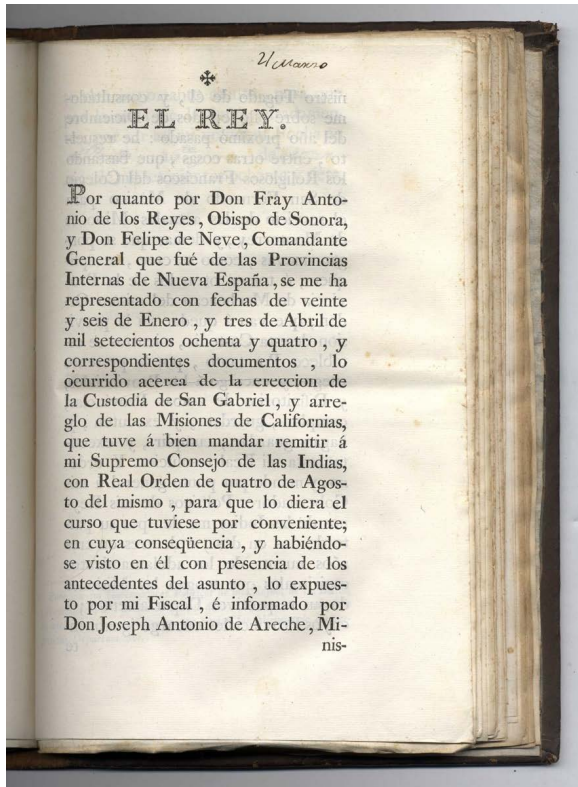 21 Marzo
EL REY.
Por quanto por Don Fray Anto-
nio de los Reyes, Obispo de Sonora,
y Don Felipe de Neve, Comandante
General que fué de las Provincias
Internas de Nueva España, se me ha
representado con fechas de veinte
y seis de Enero, y tres de Abril de
mil setecientos ochenta y quatro, y
correspondientes documentos, lo
ocurrido acerca de la ereccion de
la Custodia de San Gabriel, y arre-
glo de las Misiones de Californias,
que tuve á bien mandar remitir á
mi Supremo Consejo de las Indias,
con Real Orden de quatro de Agos-
to del mismo, para que lo diera el
curso que tuviese por conveniente;
en cuya conseqüencia, y habiéndo-
se visto en él con presencia de los
antecedentes del asunto, lo expues-
to por mi Fiscal, é informado por
Don Joseph Antonio de Areche, Mi-
nis-